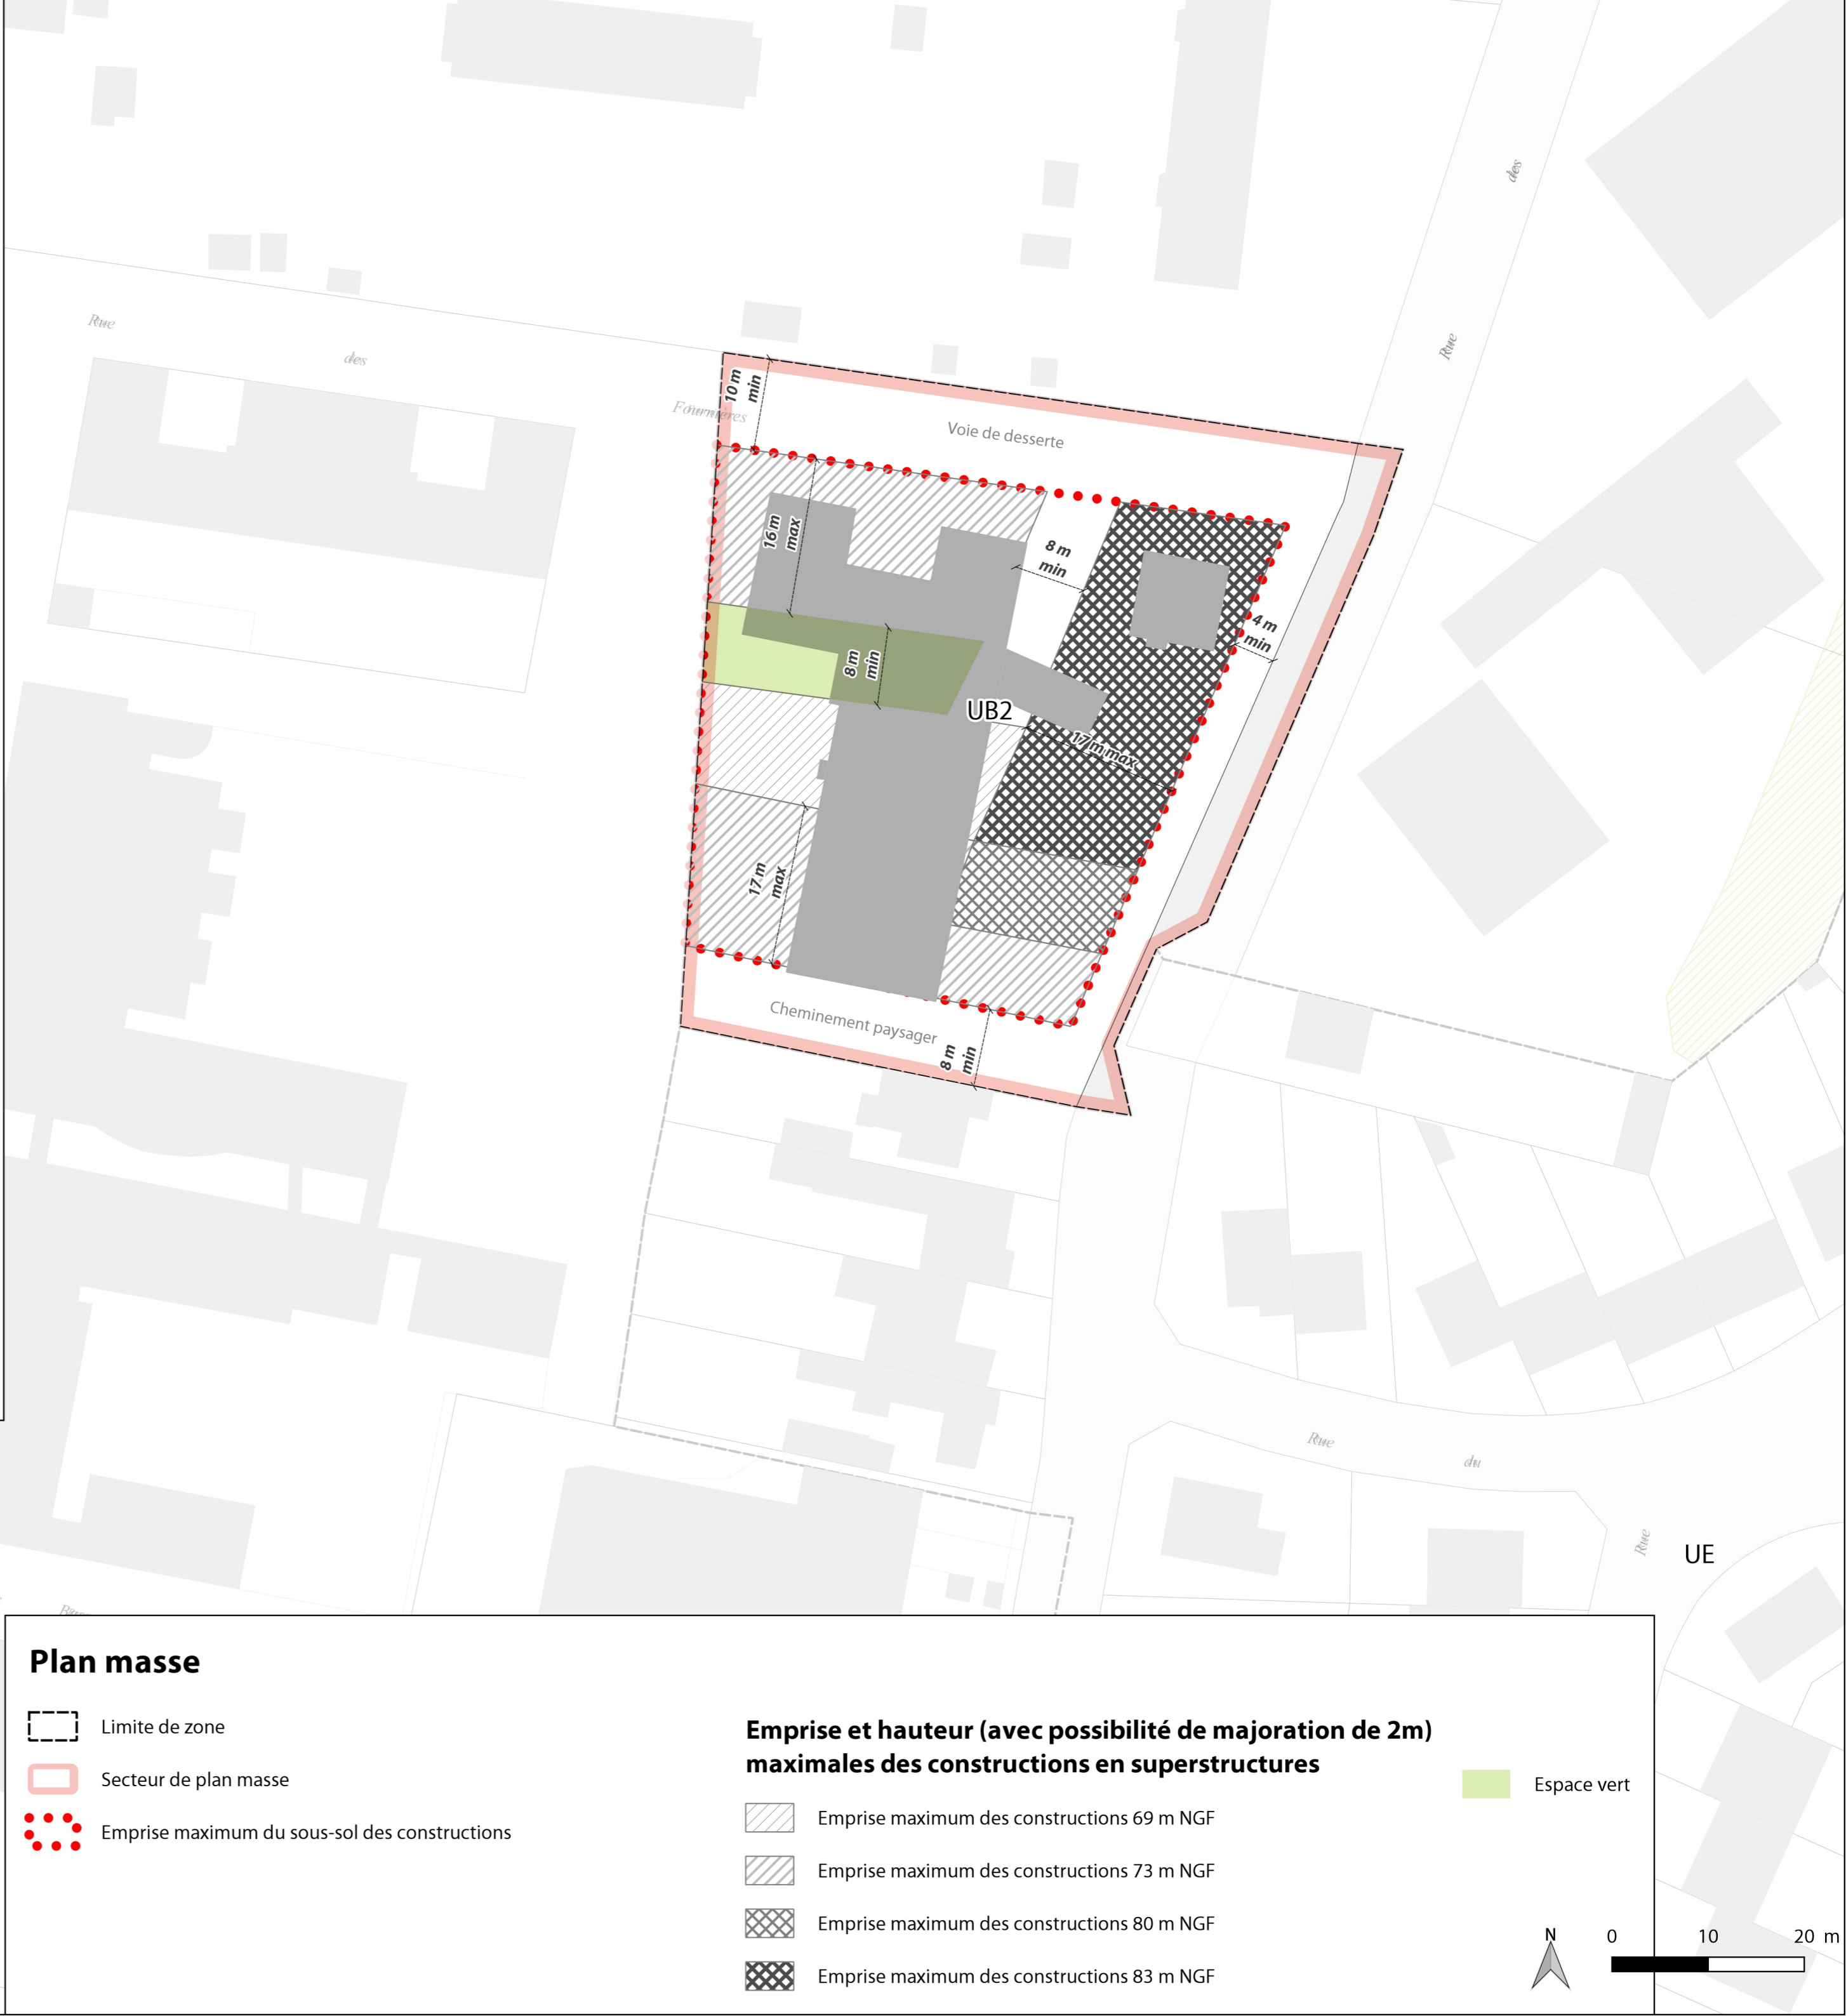 des
Rue
Rue
des
Fournières
10 m
min
Voie de desserte
16 m
max
8 m
min
4 m
min
8 m
min
UB2
17 m max
17 m
max
Cheminement paysager
8 m
min
Rue
du
Rue
UE
Plan masse
Limite de zone
Secteur de plan masse
Emprise maximum du sous-sol des constructions
Emprise et hauteur (avec possibilité de majoration de 2m)
maximales des constructions en superstructures
Emprise maximum des constructions 69 m NGF
Emprise maximum des constructions 73 m NGF
Emprise maximum des constructions 80 m NGF
Emprise maximum des constructions 83 m NGF
Espace vert
N
0 10 20 m